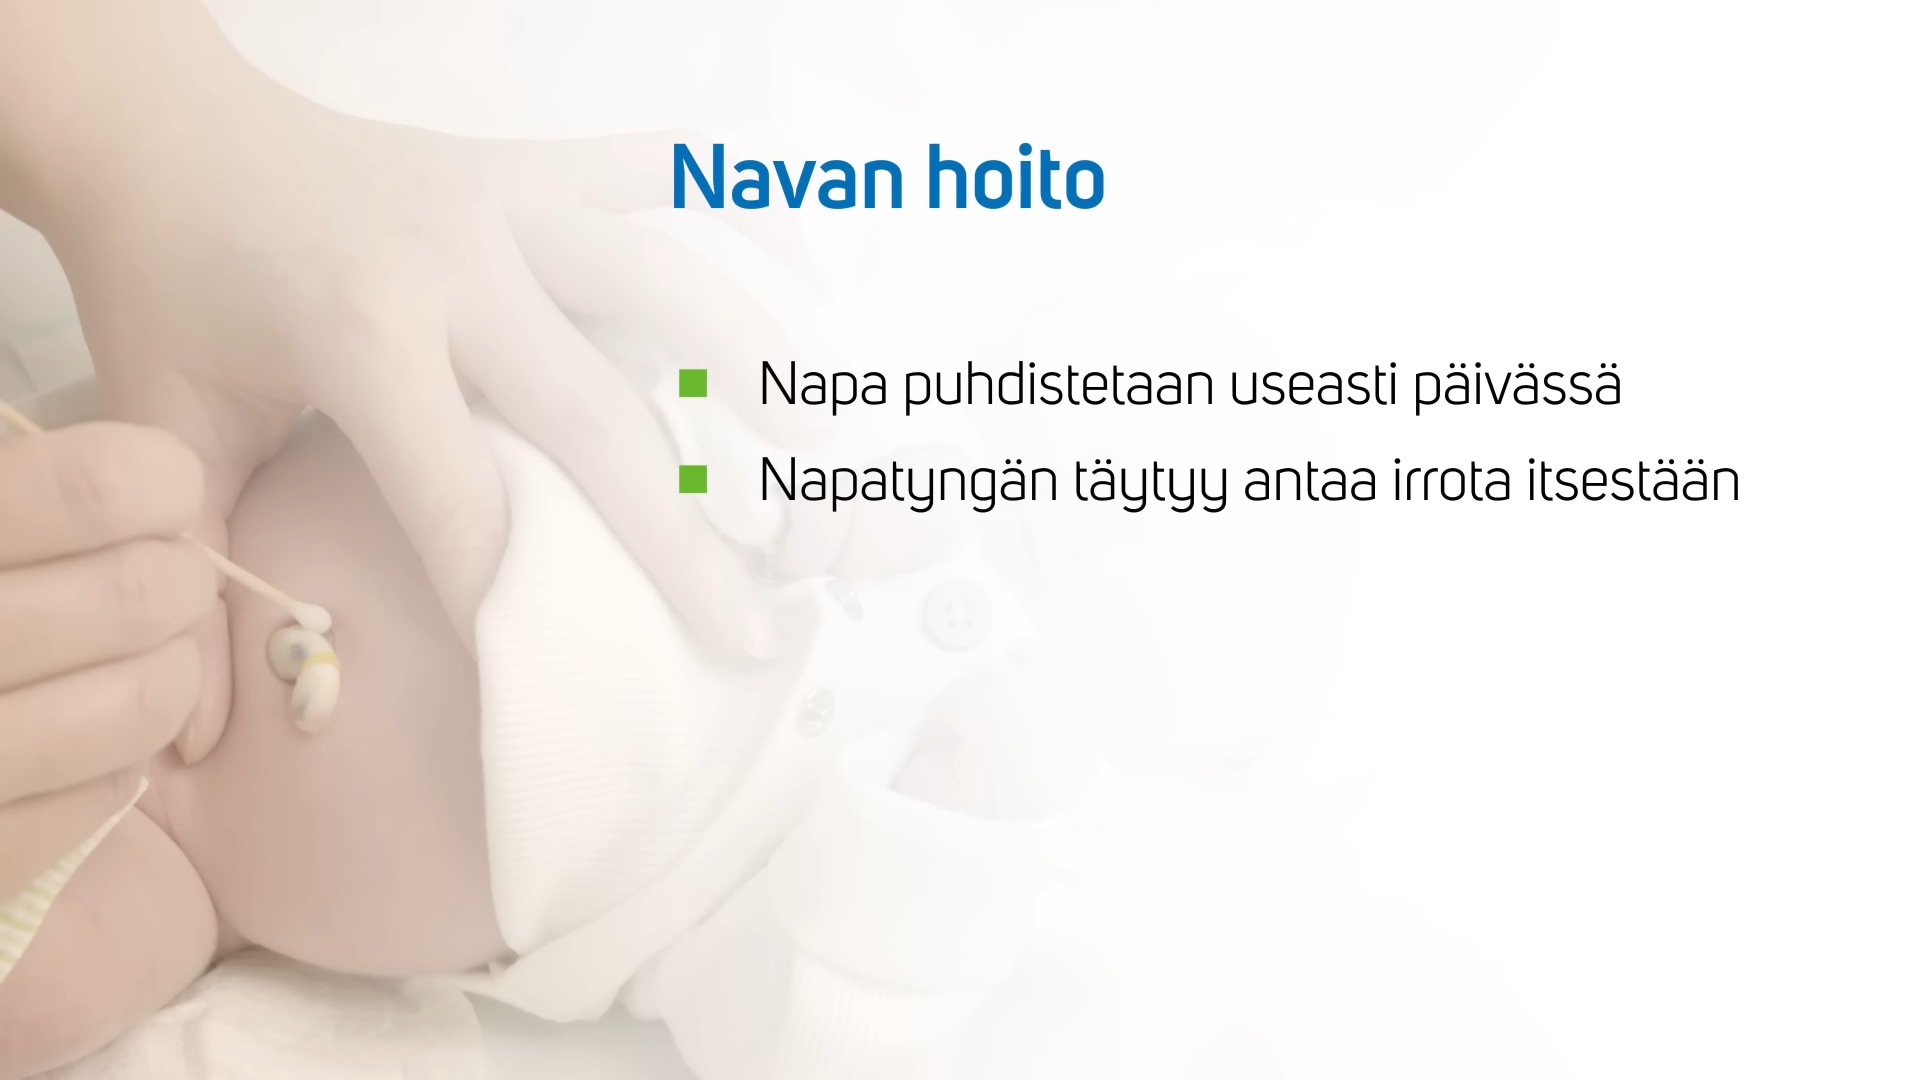 Navan hoito
Napa puhdistetaan useasti päivässä
Napatyngän täytyy antaa irrota itsestään